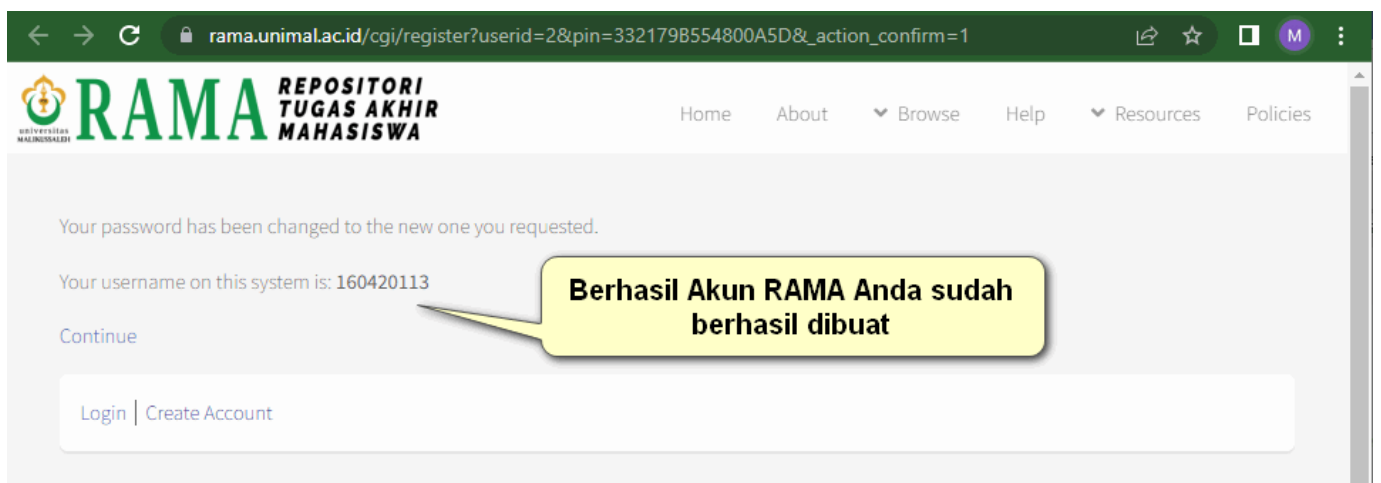 rama.unimal.ac.id/cgi/register?userid=2&pin=332179B554800A5D&_action_confirm=1
M
universitas
MALIKUSSALEH
RAMA
REPOSITORI
TUGAS AKHIR
MAHASISWA
Home About Browse Help Resources Policies
Your password has been changed to the new one you requested.
Your username on this system is: 160420113
Berhasil Akun RAMA Anda sudah
berhasil dibuat
Continue
Login | Create Account